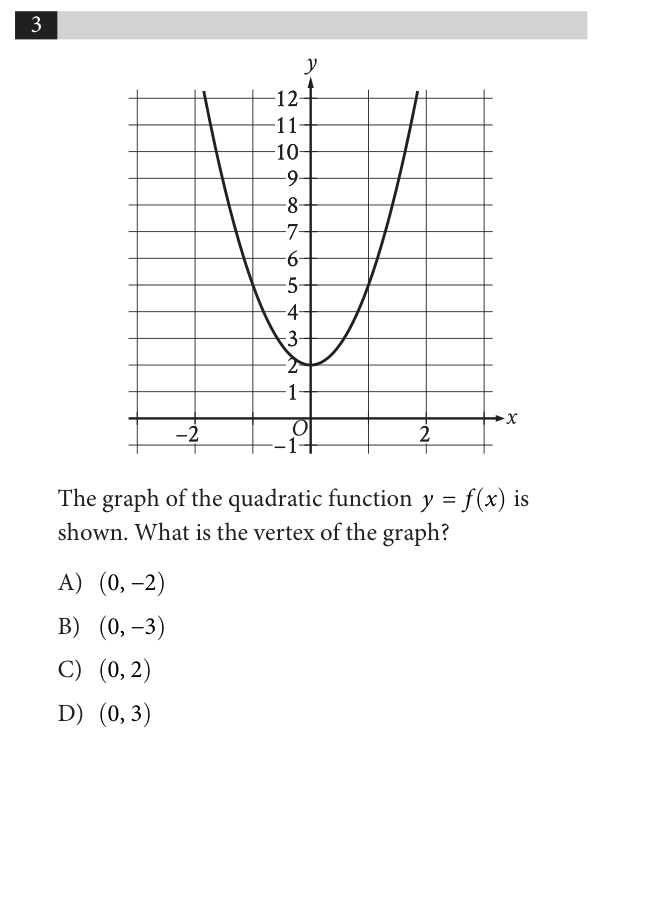 3
y
12
11
10
9
8
7
6
5
4
3
2
1
−2 O 2 x
−1
The graph of the quadratic function y = f(x) is
shown. What is the vertex of the graph?
A) (0, −2)
B) (0, −3)
C) (0, 2)
D) (0, 3)